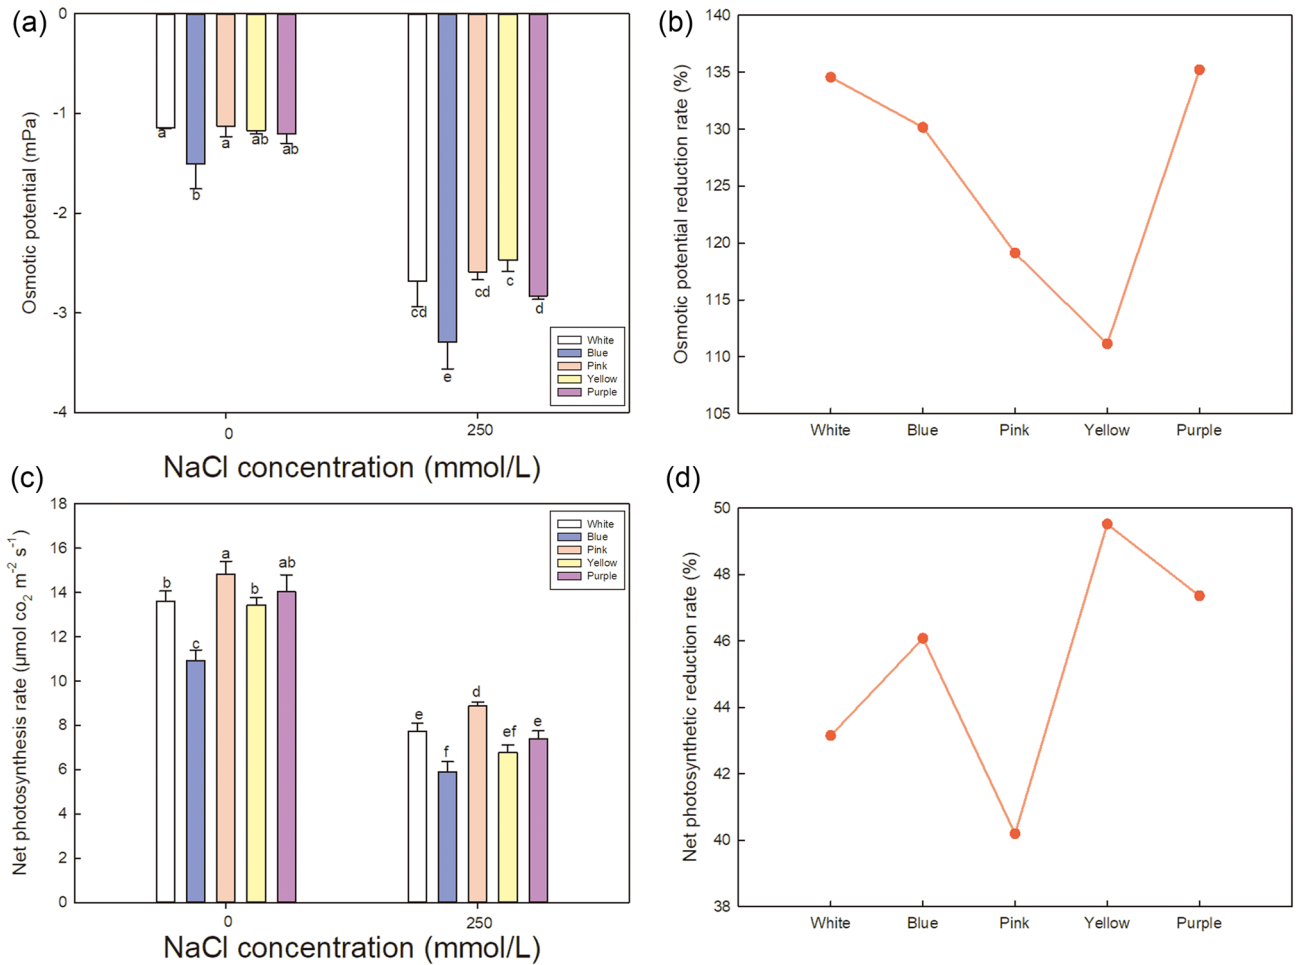 (a)
0
-1
-2
-3
-4
Osmotic potential (mPa)
a
b
a
ab
ab
cd
e
cd
c
d
White
Blue
Pink
Yellow
Purple
0
250
NaCl concentration (mmol/L)
(b)
140
135
130
125
120
115
110
105
Osmotic potential reduction rate (%)
White
Blue
Pink
Yellow
Purple
(c)
18
16
14
12
10
8
6
4
2
0
Net photosynthesis rate (μmol co₂ m⁻² s⁻¹)
b
c
a
b
ab
e
f
d
ef
e
White
Blue
Pink
Yellow
Purple
0
250
NaCl concentration (mmol/L)
(d)
50
48
46
44
42
40
38
Net photosynthetic reduction rate (%)
White
Blue
Pink
Yellow
Purple